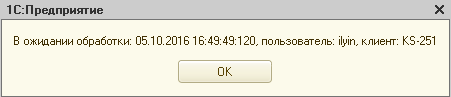 1С:Предприятие
В ожидании обработки: 05.10.2016 16:49:49:120, пользователь: ilyin, клиент: KS-251
OK